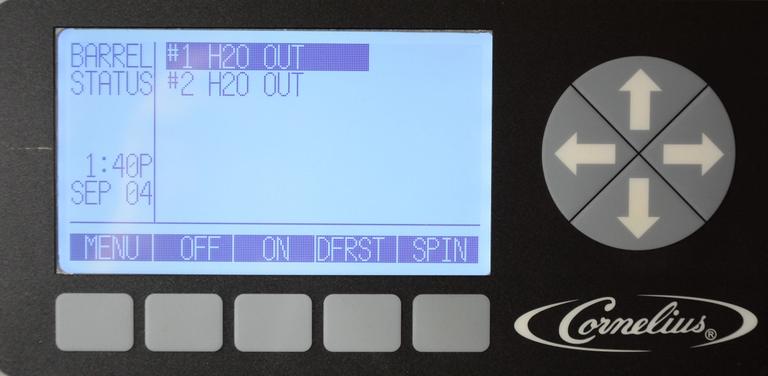 BARREL #1 H2O OUT
STATUS #2 H2O OUT
1:40P
SEP 04
MENU OFF ON DFRST SPIN
Cornelius®